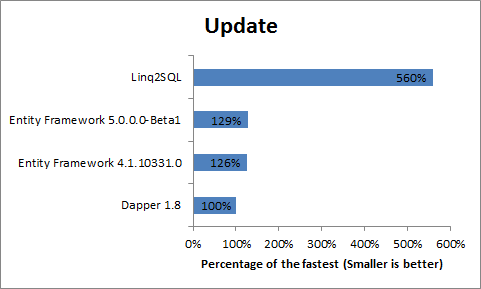 Update
Linq2SQL
560%
Entity Framework 5.0.0.0-Beta1
129%
Entity Framework 4.1.10331.0
126%
Dapper 1.8
100%
0% 100% 200% 300% 400% 500% 600%
Percentage of the fastest (Smaller is better)